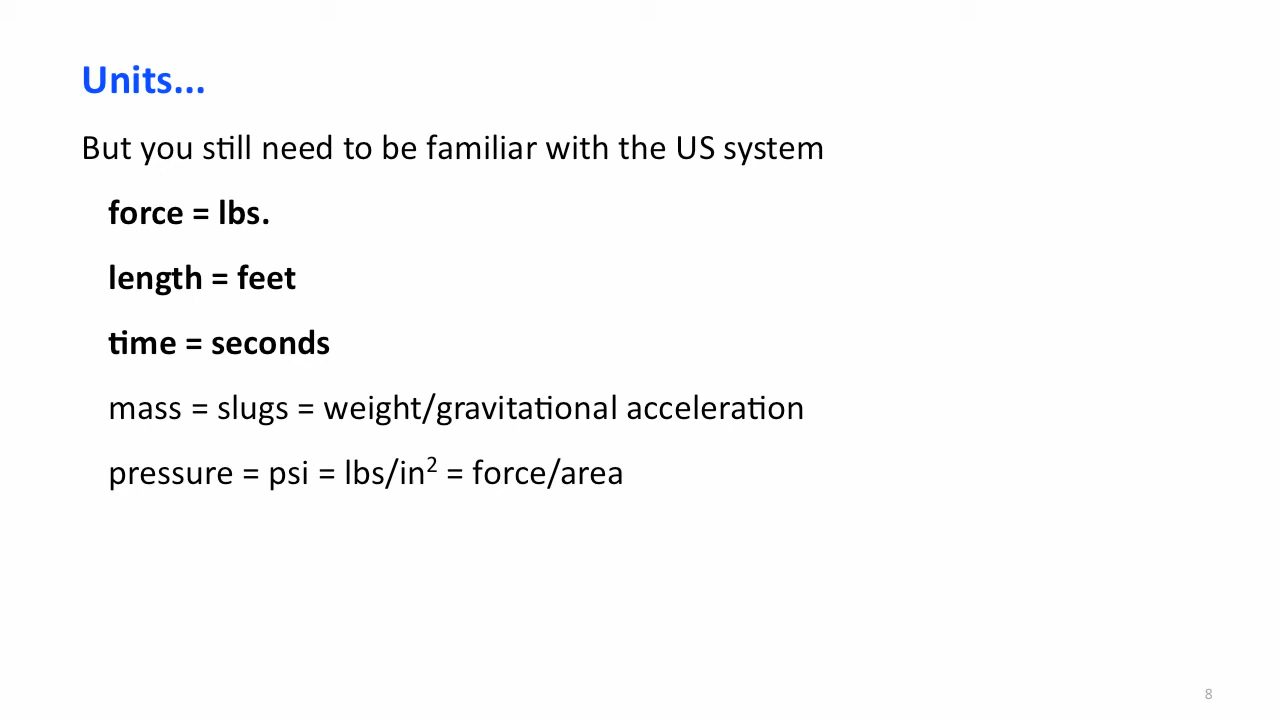 Units...
But you still need to be familiar with the US system
force = lbs.
length = feet
time = seconds
mass = slugs = weight/gravitational acceleration
pressure = psi = lbs/in² = force/area
8